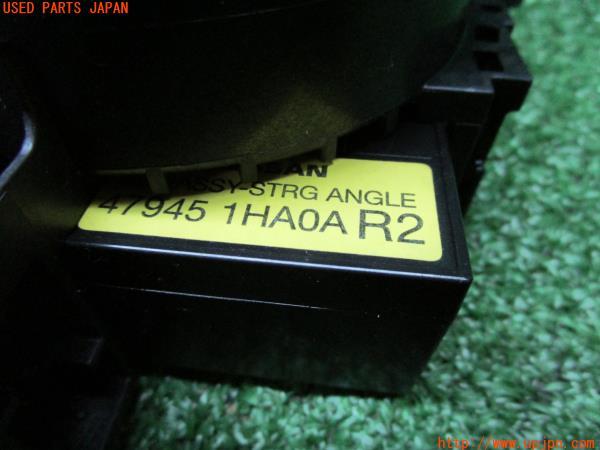 USED PARTS JAPAN
SSY-STRG ANGLE
47945 1HA0A R2
http://www.upjpn.com